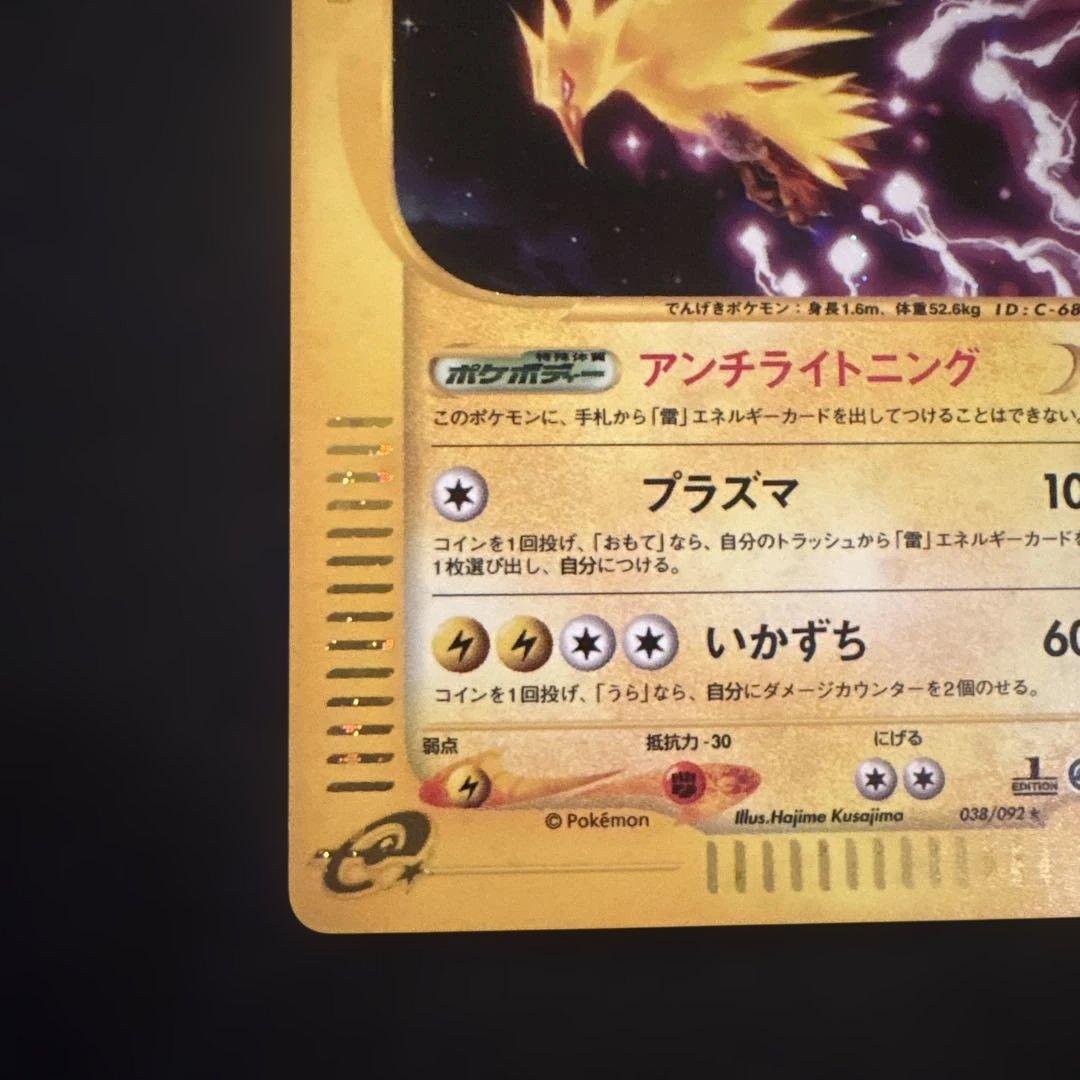 でんげきポケモン：身長1.6m、体重52.6kg ID:C-68
特殊体質
ポケボディー アンチライトニング
このポケモンに、手札から「雷」エネルギーカードを出してつけることはできない。
プラズマ 10
コインを1回投げ、「おもて」なら、自分のトラッシュから「雷」エネルギーカードを
1枚選び出し、自分につける。
いかずち 60
コインを1回投げ、「うら」なら、自分にダメージカウンターを2個のせる。
弱点 抵抗力-30 にげる
1 EDITION
©Pokémon Illus.Hajime Kusajima 038/092★
e